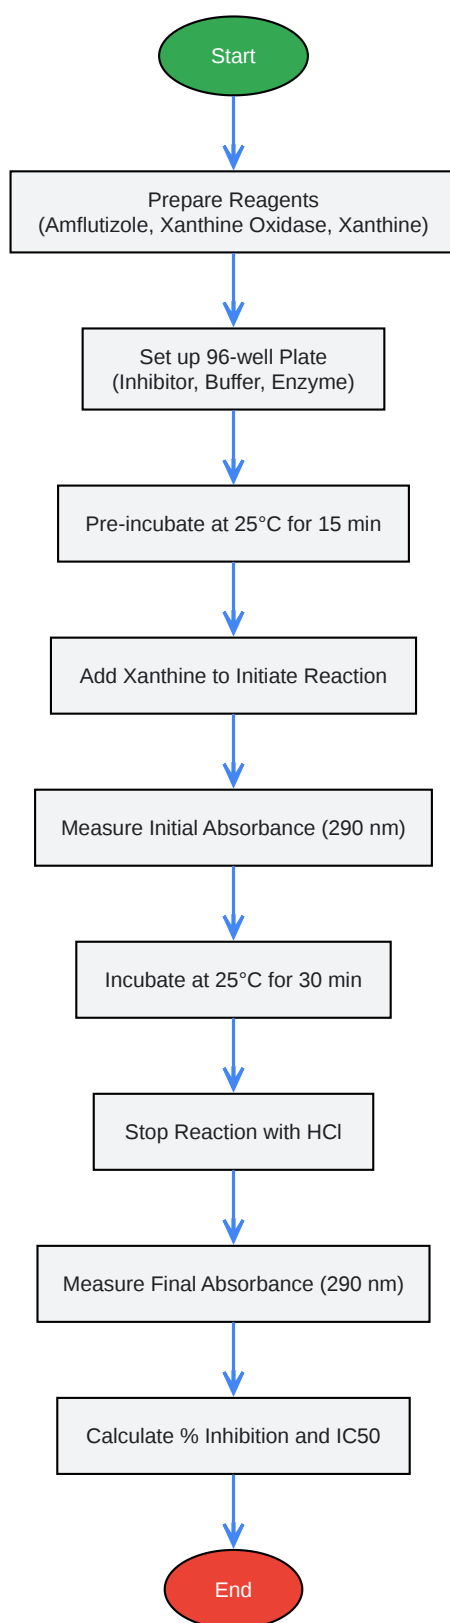 Start
Prepare Reagents
(Amflutizole, Xanthine Oxidase, Xanthine)
Set up 96-well Plate
(Inhibitor, Buffer, Enzyme)
Pre-incubate at 25°C for 15 min
Add Xanthine to Initiate Reaction
Measure Initial Absorbance (290 nm)
Incubate at 25°C for 30 min
Stop Reaction with HCl
Measure Final Absorbance (290 nm)
Calculate % Inhibition and IC50
End